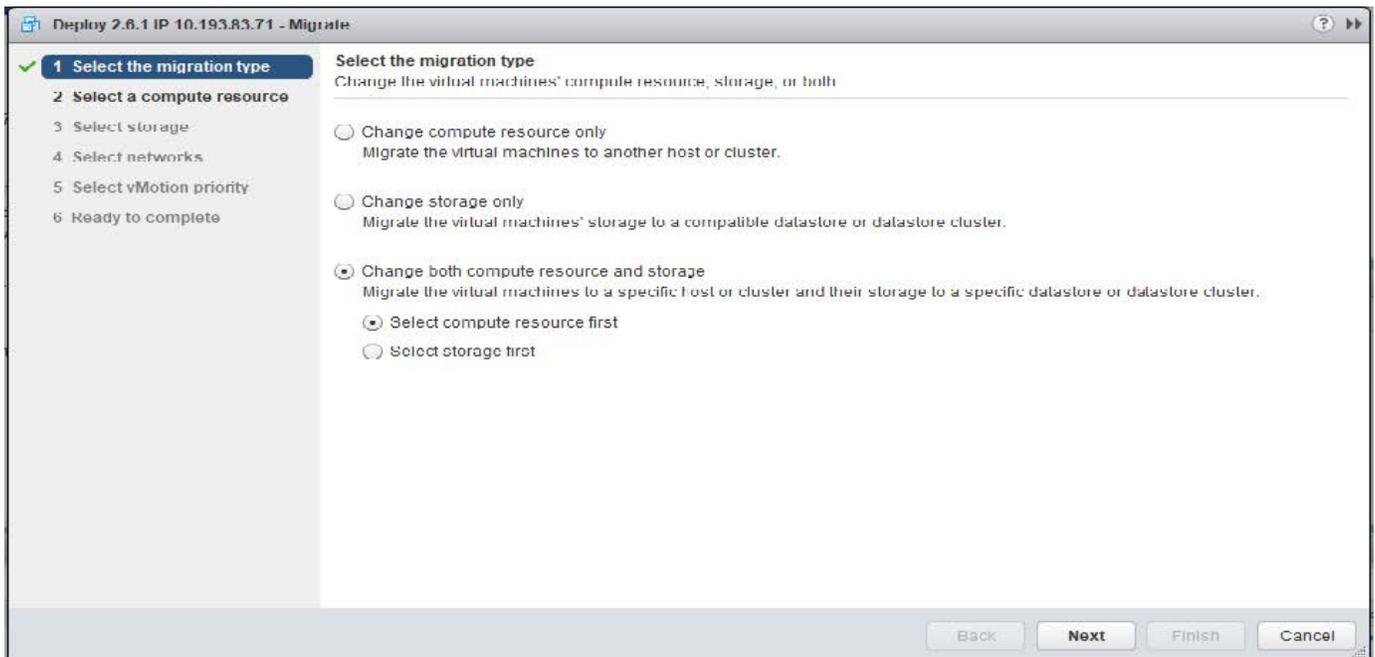 Deploy 2.6.1 IP 10.193.83.71 - Migrate
1 Select the migration type
2 Select a compute resource
3 Select storage
4 Select networks
5 Select vMotion priority
6 Ready to complete
Select the migration type
Change the virtual machines' compute resource, storage, or both
Change compute resource only
Migrate the virtual machines to another host or cluster.
Change storage only
Migrate the virtual machines' storage to a compatible datastore or datastore cluster.
Change both compute resource and storage
Migrate the virtual machines to a specific host or cluster and their storage to a specific datastore or datastore cluster.
Select compute resource first
Select storage first
Back Next Finish Cancel